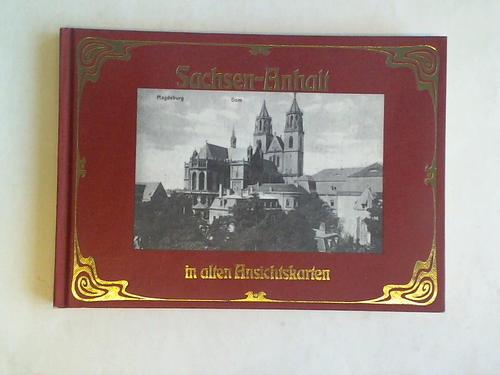 Sachsen-Anhalt
Magdeburg Dom
in alten Ansichtskarten